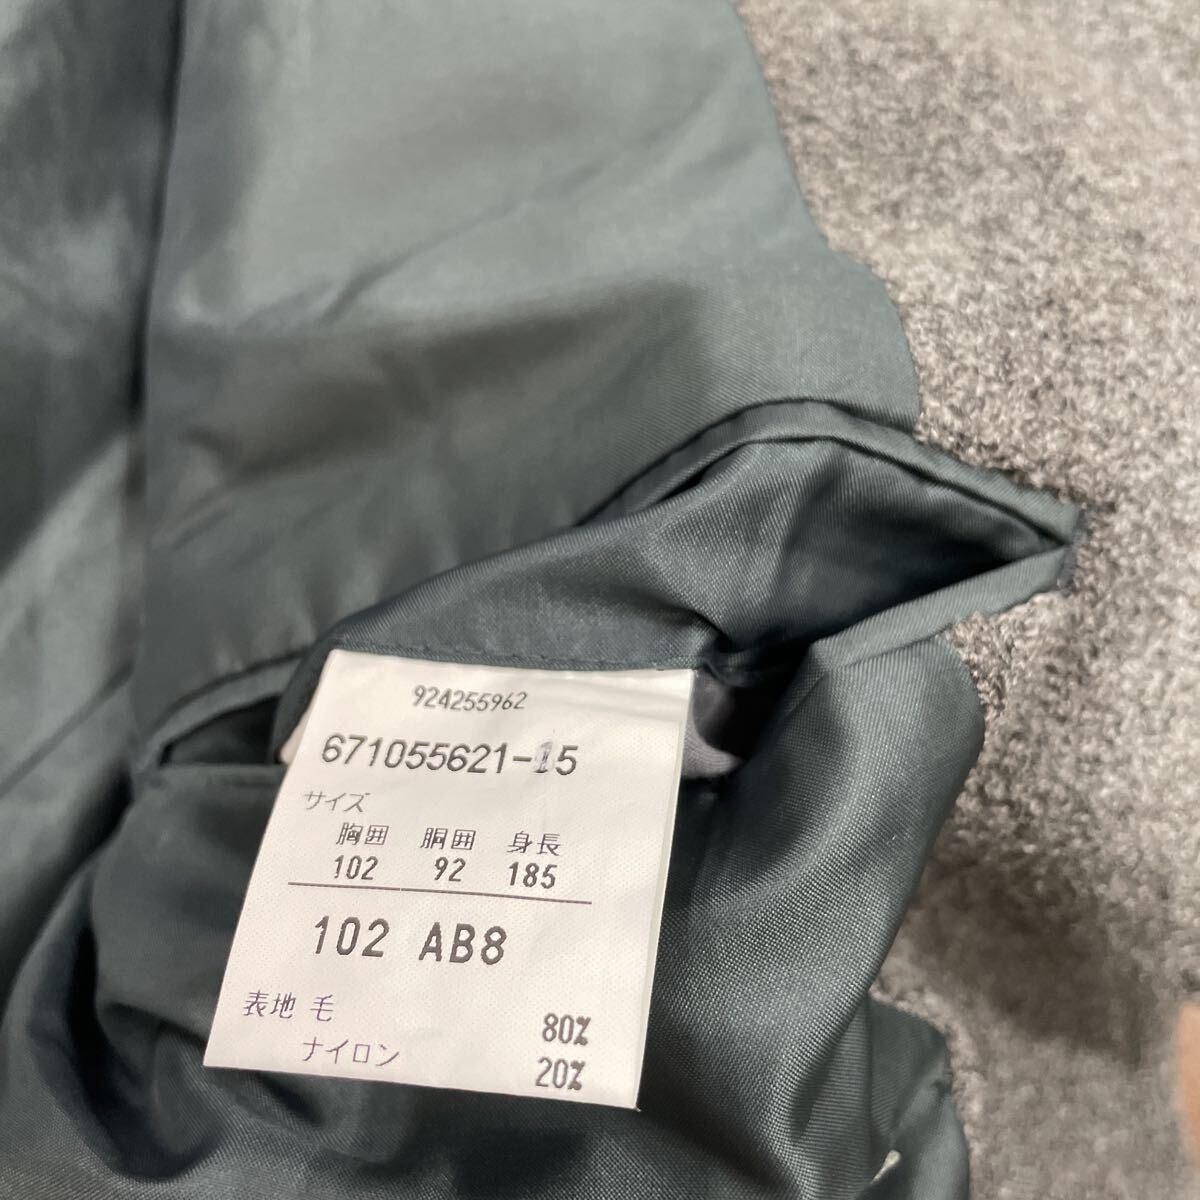 924255962
671055621-15
サイズ
胸囲 胴囲 身長
102 92 185
102 AB8
表地 毛 80%
ナイロン 20%